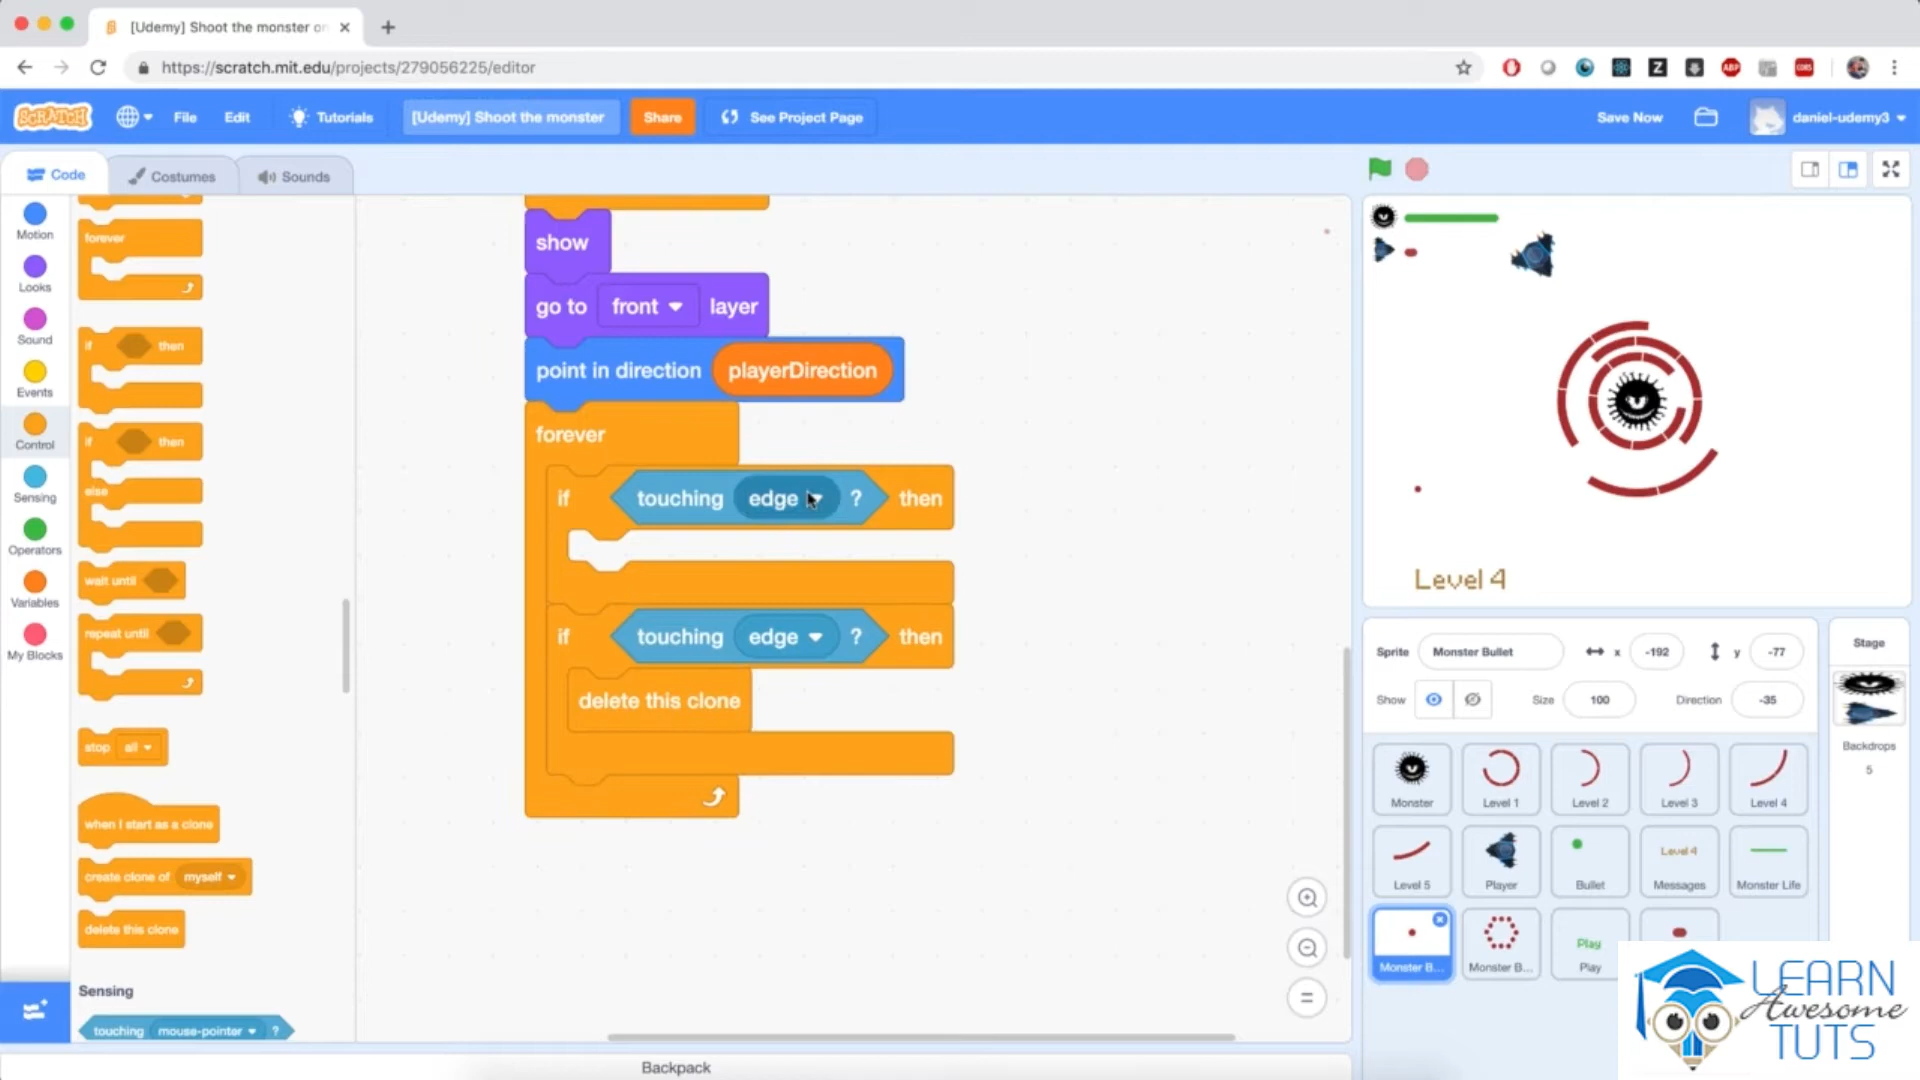 [Udemy] Shoot the monster on
https://scratch.mit.edu/projects/279056225/editor
SCRATCH
File
Edit
Tutorials
[Udemy] Shoot the monster
Share
See Project Page
Save Now
daniel-udemy3
Code
Costumes
Sounds
Motion
Looks
Sound
Events
Control
Sensing
Operators
Variables
My Blocks
forever
if then
if then
else
wait until
repeat until
stop all
when I start as a clone
create clone of myself
delete this clone
Sensing
touching mouse-pointer ?
show
go to front layer
point in direction playerDirection
forever
if touching edge ? then
if touching edge ? then
delete this clone
Backpack
Level 4
Sprite Monster Bullet x -192 y -77
Show Size 100 Direction -35
Monster
Level 1
Level 2
Level 3
Level 4
Level 5
Player
Bullet
Level 4
Messages
Monster Life
Monster B...
Monster B...
Play
Play
Stage
Backdrops
5
LEARN
Awesome
TUTS
ABP
Z
CORS